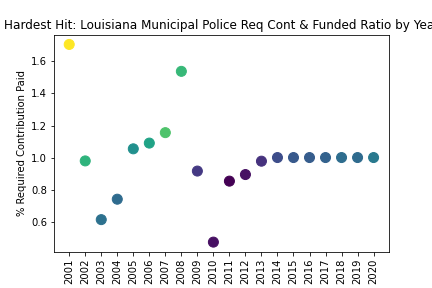 Hardest Hit: Louisiana Municipal Police Req Cont & Funded Ratio by Yea
% Required Contribution Paid
1.6
1.4
1.2
1.0
0.8
0.6
2001 2002 2003 2004 2005 2006 2007 2008 2009 2010 2011 2012 2013 2014 2015 2016 2017 2018 2019 2020